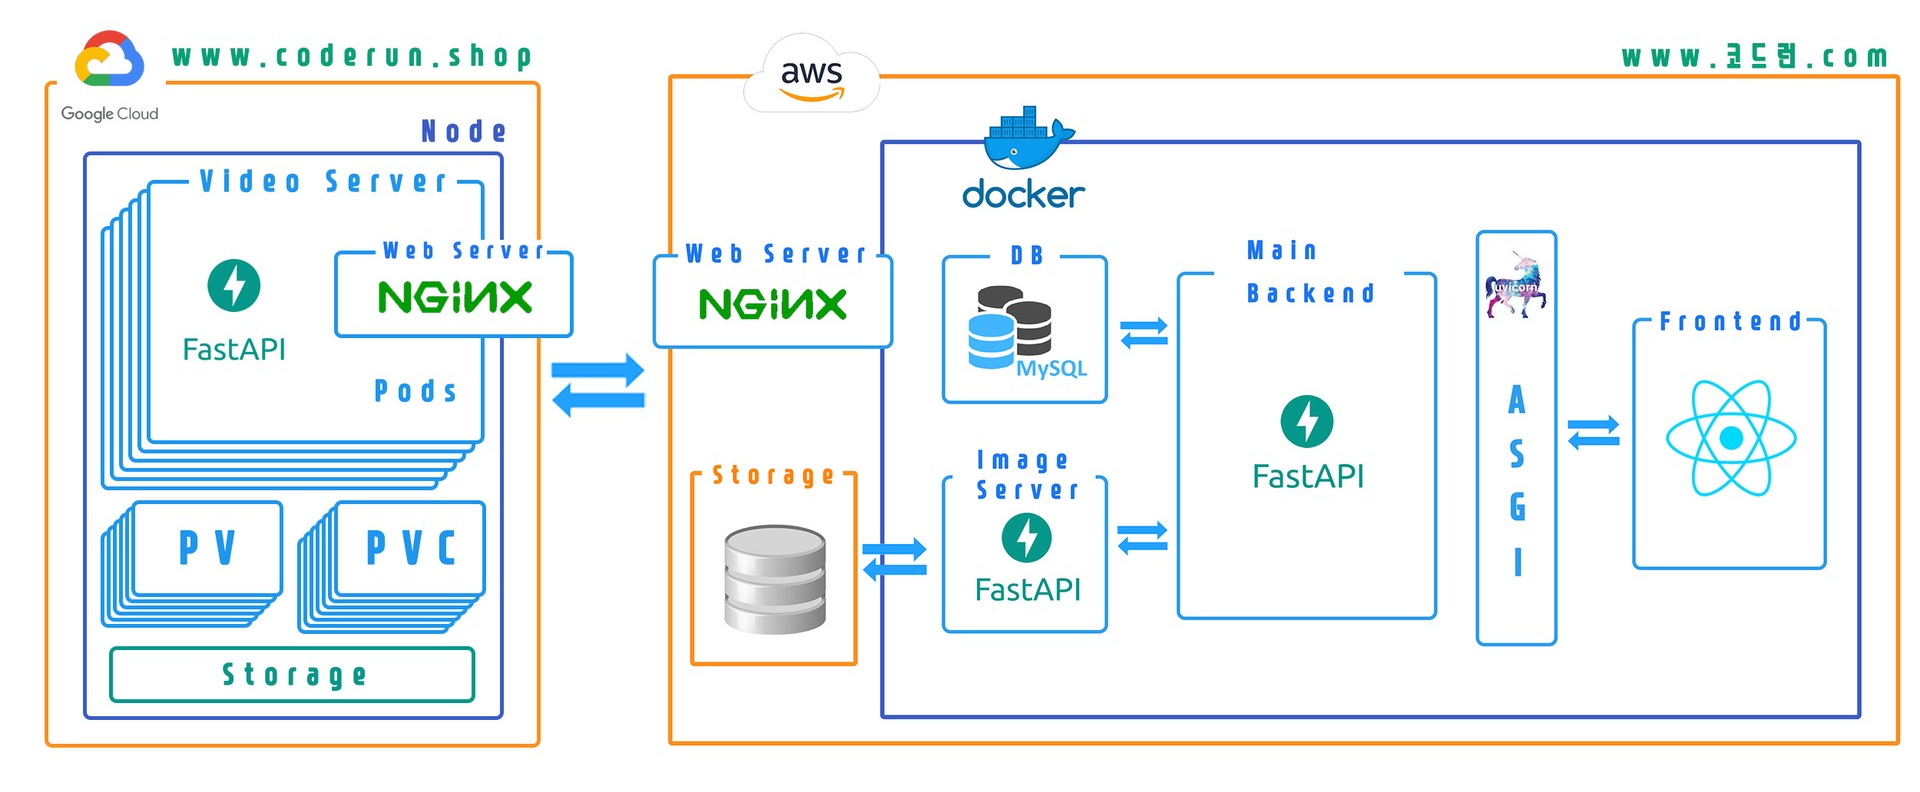 www.coderun.shop
Google Cloud
Node
Video Server
FastAPI
Web Server
NGiNX
Pods
PV
PVC
Storage
aws
www.코드런.com
docker
Web Server
NGiNX
Storage
DB
MySQL
Image
Server
FastAPI
Main
Backend
FastAPI
uvicorn
ASGI
Frontend